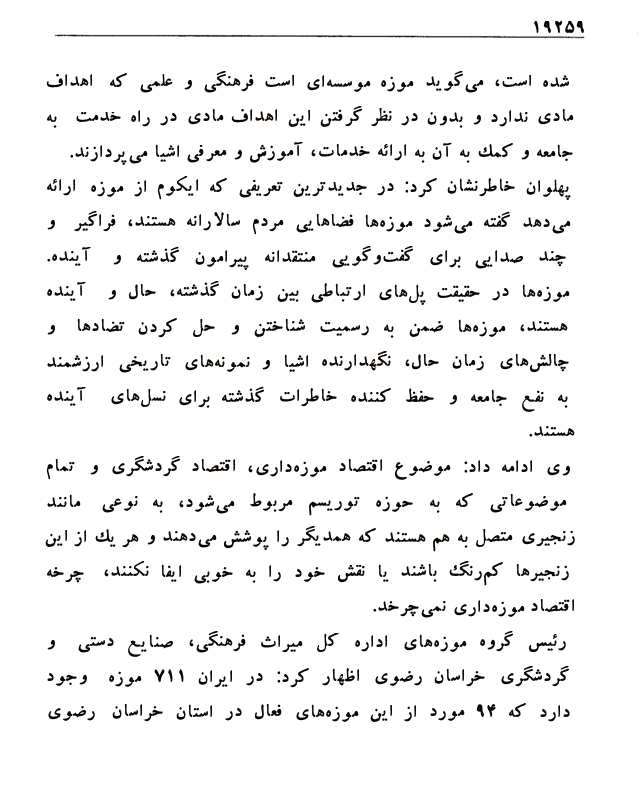 ۱۹۲۵۹
شده است، می‌گوید موزه موسسه‌ای است فرهنگی و علمی که اهداف
مادی ندارد و بدون در نظر گرفتن این اهداف مادی در راه خدمت به
جامعه و كمك به آن به ارائه خدمات، آموزش و معرفی اشیا می‌پردازند.
پهلوان خاطرنشان کرد: در جدیدترین تعریفی که ایکوم از موزه ارائه
می‌دهد گفته می‌شود موزه‌ها فضاهایی مردم سالارانه هستند، فراگیر و
چند صدایی برای گفت‌وگویی منتقدانه پیرامون گذشته و آینده.
موزه‌ها در حقیقت پل‌های ارتباطی بین زمان گذشته، حال و آینده
هستند، موزه‌ها ضمن به رسمیت شناختن و حل کردن تضادها و
چالش‌های زمان حال، نگهدارنده اشیا و نمونه‌های تاریخی ارزشمند
به نفع جامعه و حفظ کننده خاطرات گذشته برای نسل‌های آینده
هستند.
وی ادامه داد: موضوع اقتصاد موزه‌داری، اقتصاد گردشگری و تمام
موضوعاتی که به حوزه توریسم مربوط می‌شود، به نوعی مانند
زنجیری متصل به هم هستند که همدیگر را پوشش می‌دهند و هر یك از این
زنجیرها کم‌رنگ باشند یا نقش خود را به خوبی ایفا نکنند، چرخه
اقتصاد موزه‌داری نمی‌چرخد.
رئیس گروه موزه‌های اداره کل میراث فرهنگی، صنایع دستی و
گردشگری خراسان رضوی اظهار کرد: در ایران ۷۱۱ موزه وجود
دارد که ۹۴ مورد از این موزه‌های فعال در استان خراسان رضوی